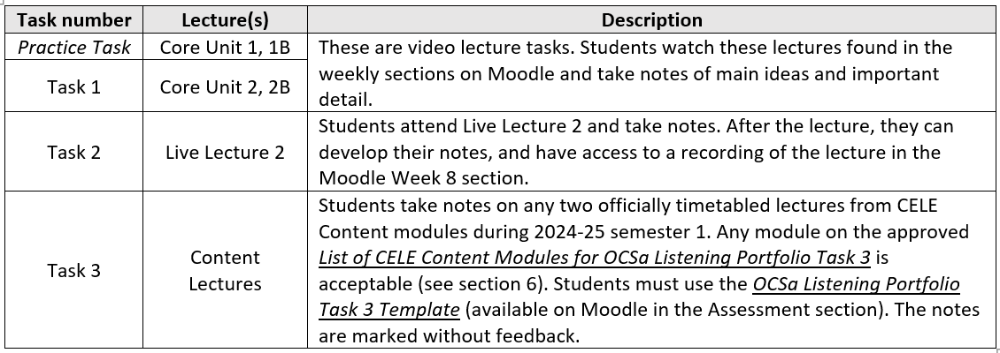 Task number Lecture(s) Description
Practice Task Core Unit 1, 1B These are video lecture tasks. Students watch these lectures found in the
weekly sections on Moodle and take notes of main ideas and important
Task 1 Core Unit 2, 2B
detail.
Students attend Live Lecture 2 and take notes. After the lecture, they can
Task 2 Live Lecture 2 develop their notes, and have access to a recording of the lecture in the
Moodle Week 8 section.
Students take notes on any two officially timetabled lectures from CELE
Content modules during 2024-25 semester 1. Any module on the approved
Task 3 Content
Lectures
List of CELE Content Modules for OCSa Listening Portfolio Task 3 is
acceptable (see section 6). Students must use the OCSa Listening Portfolio
Task 3 Template (available on Moodle in the Assessment section). The notes
are marked without feedback.